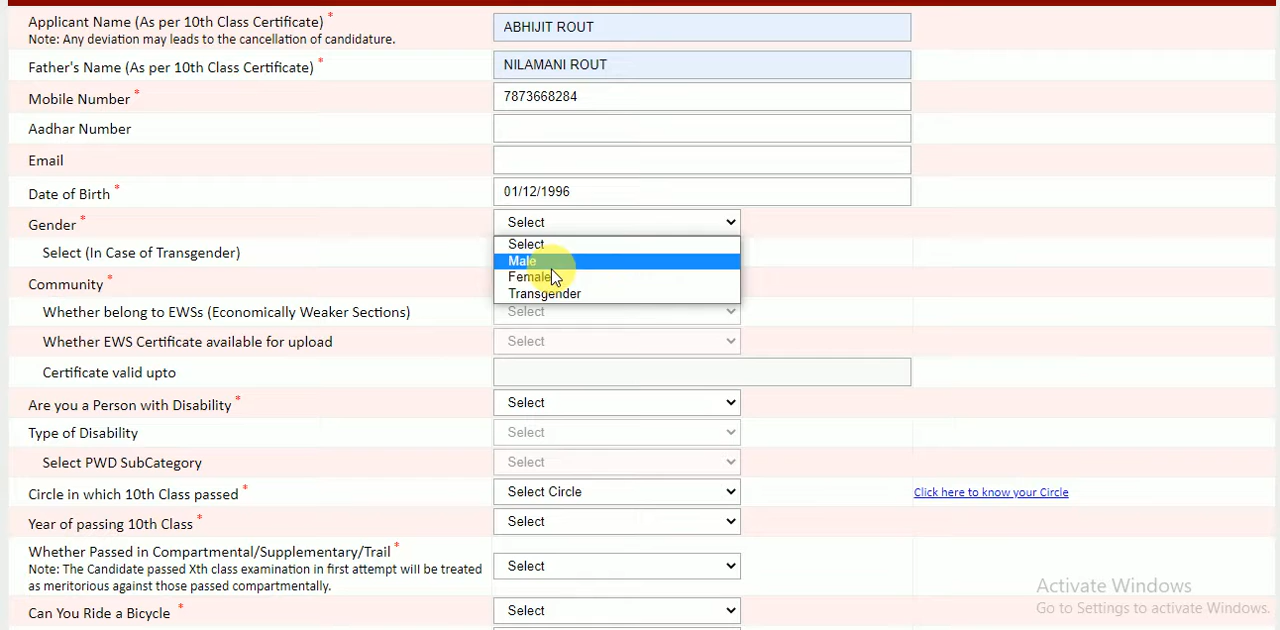 Applicant Name (As per 10th Class Certificate) *
Note: Any deviation may leads to the cancellation of candidature.
ABHIJIT ROUT
Father's Name (As per 10th Class Certificate) *
NILAMANI ROUT
Mobile Number *
7873668284
Aadhar Number
Email
Date of Birth *
01/12/1996
Gender *
Select
Select
Male
Female
Transgender
Select (In Case of Transgender)
Community *
Whether belong to EWSs (Economically Weaker Sections)
Select
Whether EWS Certificate available for upload
Select
Certificate valid upto
Are you a Person with Disability *
Select
Type of Disability
Select
Select PWD SubCategory
Select
Circle in which 10th Class passed *
Select Circle
Click here to know your Circle
Year of passing 10th Class *
Select
Whether Passed in Compartmental/Supplementary/Trail *
Note: The Candidate passed Xth class examination in first attempt will be treated
as meritorious against those passed compartmentally.
Select
Can You Ride a Bicycle *
Select
Activate Windows
Go to Settings to activate Windows.